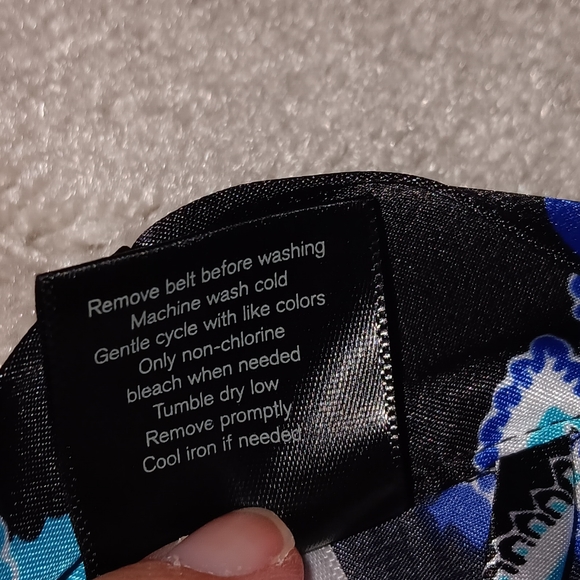 Remove belt before washing
Machine wash cold
Gentle cycle with like colors
Only non-chlorine
bleach when needed
Tumble dry low
Remove promptly
Cool iron if needed